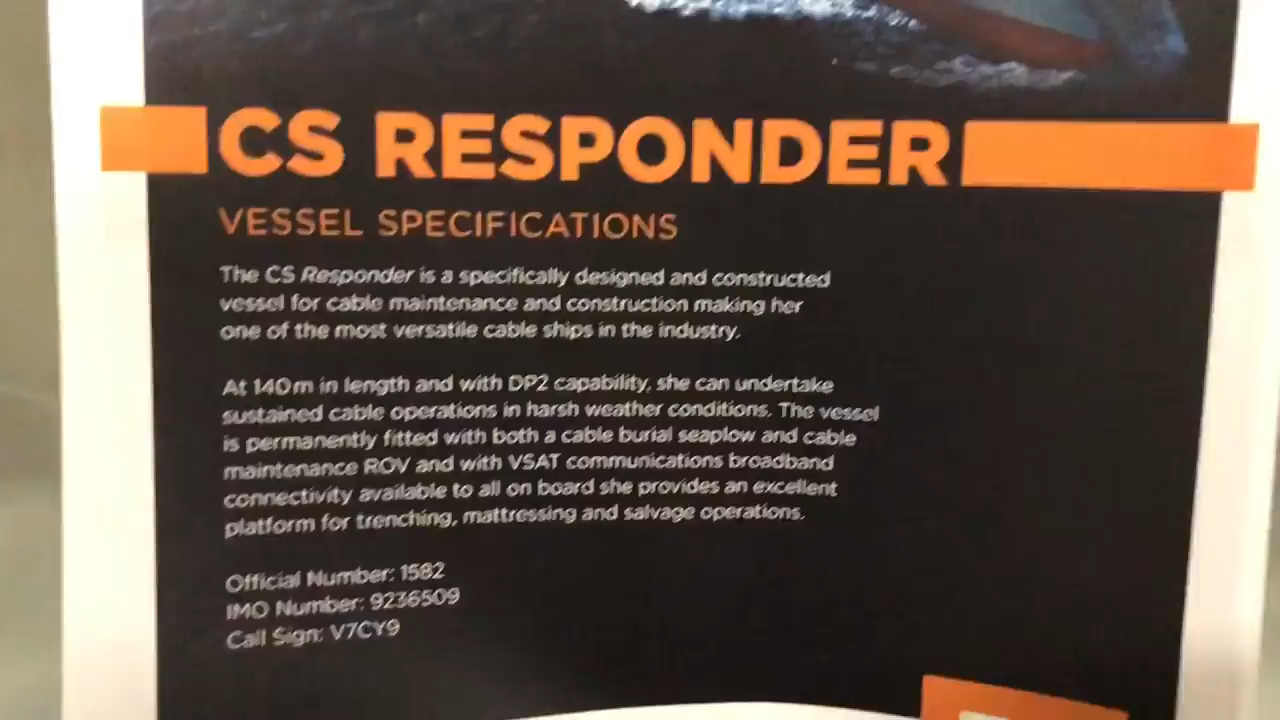 CS RESPONDER
VESSEL SPECIFICATIONS
The CS Responder is a specifically designed and constructed
vessel for cable maintenance and construction making her
one of the most versatile cable ships in the industry.
At 140m in length and with DP2 capability, she can undertake
sustained cable operations in harsh weather conditions. The vessel
is permanently fitted with both a cable burial seaplow and cable
maintenance ROV and with VSAT communications broadband
connectivity available to all on board she provides an excellent
platform for trenching, mattressing and salvage operations.
Official Number: 1582
IMO Number: 9236509
Call Sign: V7CY9